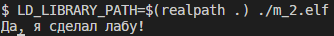 $ LD_LIBRARY_PATH=$(realpath .) ./m_2.elf
Да, я сделал лабу!